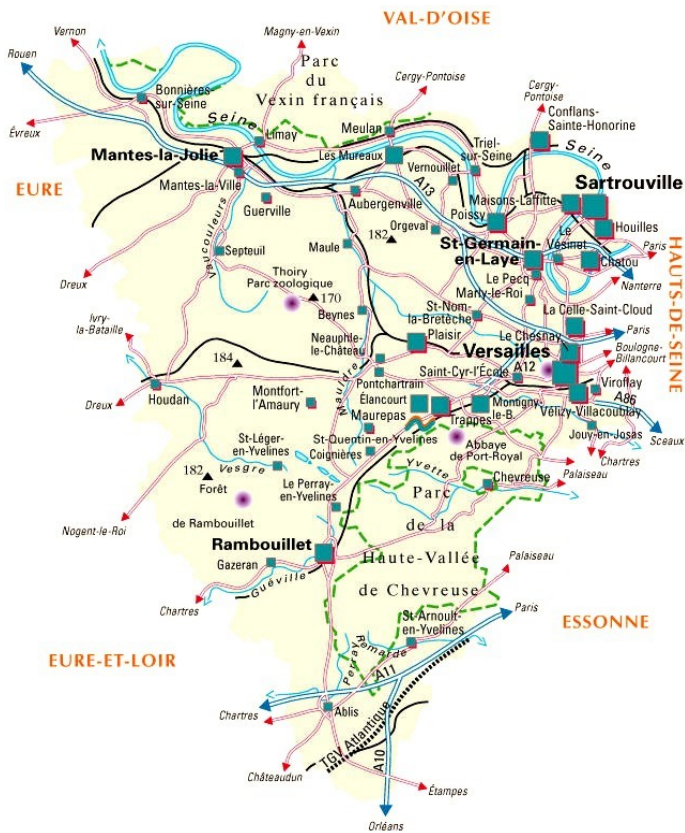 VAL-D'OISE
Vernon
Magny-en-Vexin
Rouen
Parc
du
Vexin français
Cergy-Pontoise
Cergy-
Pontoise
Bonnières-
sur-Seine
Évreux
Seine
Limay
Meulan
Conflans-
Sainte-Honorine
Triel-
sur-Seine
Seine
Mantes-la-Jolie
Les Mureaux
Vernouillet
Mantes-la-Ville
A13
Maisons-Laffitte
Sartrouville
EURE
Guerville
Aubergenville
Poissy
Houilles
Orgeval
Le
Vésinet
182
St-Germain-
en-Laye
Paris
Chatou
HAUTS-DE-SEINE
Vaucouleurs
Septeuil
Maule
Le Pecq
Nanterre
Dreux
Thoiry
Parc zoologique
170
Marly-le-Roi
Beynes
St-Nom-
la-Bretèche
La Celle-Saint-Cloud
Ivry-
la-Bataille
Neauphle-
le-Château
Plaisir
Le Chesnay
Paris
Versailles
Boulogne-
Billancourt
184
Pontchartrain
Saint-Cyr-l'École
A12
Viroflay
Houdan
Mauldre
Élancourt
A86
Dreux
Montfort-
l'Amaury
Maurepas
Trappes
Montigny-
le-B.
Vélizy-Villacoublay
Jouy-en-Josas
Sceaux
St-Léger-
en-Yvelines
St-Quentin-en-Yvelines
Coignières
Abbaye
de Port-Royal
Chartres
Vesgre
182
Forêt
de Rambouillet
Yvette
Palaiseau
Le Perray-
en-Yvelines
Chevreuse
Parc
de la
Haute-Vallée
de Chevreuse
Nogent-le-Roi
Rambouillet
Palaiseau
Gazeran
Guéville
Chartres
St-Arnoult-
en-Yvelines
Paris
ESSONNE
Remarde
EURE-ET-LOIR
A11
Chartres
Ablis
TGV Atlantique
A10
Châteaudun
Étampes
Orléans